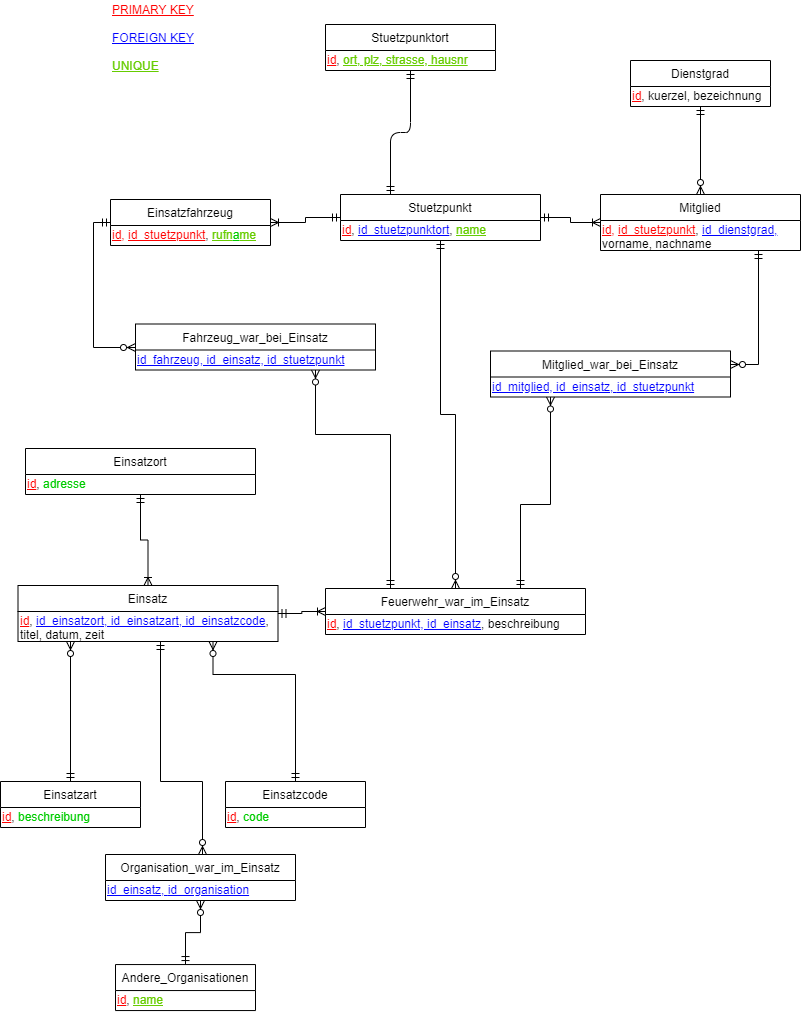 PRIMARY KEY
FOREIGN KEY
UNIQUE
Stuetzpunktort
id, ort, plz, strasse, hausnr
Dienstgrad
id, kuerzel, bezeichnung
Einsatzfahrzeug
id, id_stuetzpunkt, rufname
Stuetzpunkt
id, id_stuetzpunktort, name
Mitglied
id, id_stuetzpunkt, id_dienstgrad,
vorname, nachname
Fahrzeug_war_bei_Einsatz
id_fahrzeug, id_einsatz, id_stuetzpunkt
Mitglied_war_bei_Einsatz
id_mitglied, id_einsatz, id_stuetzpunkt
Einsatzort
id, adresse
Einsatz
id, id_einsatzort, id_einsatzart, id_einsatzcode,
titel, datum, zeit
Feuerwehr_war_im_Einsatz
id, id_stuetzpunkt, id_einsatz, beschreibung
Einsatzart
id, beschreibung
Einsatzcode
id, code
Organisation_war_im_Einsatz
id_einsatz, id_organisation
Andere_Organisationen
id, name